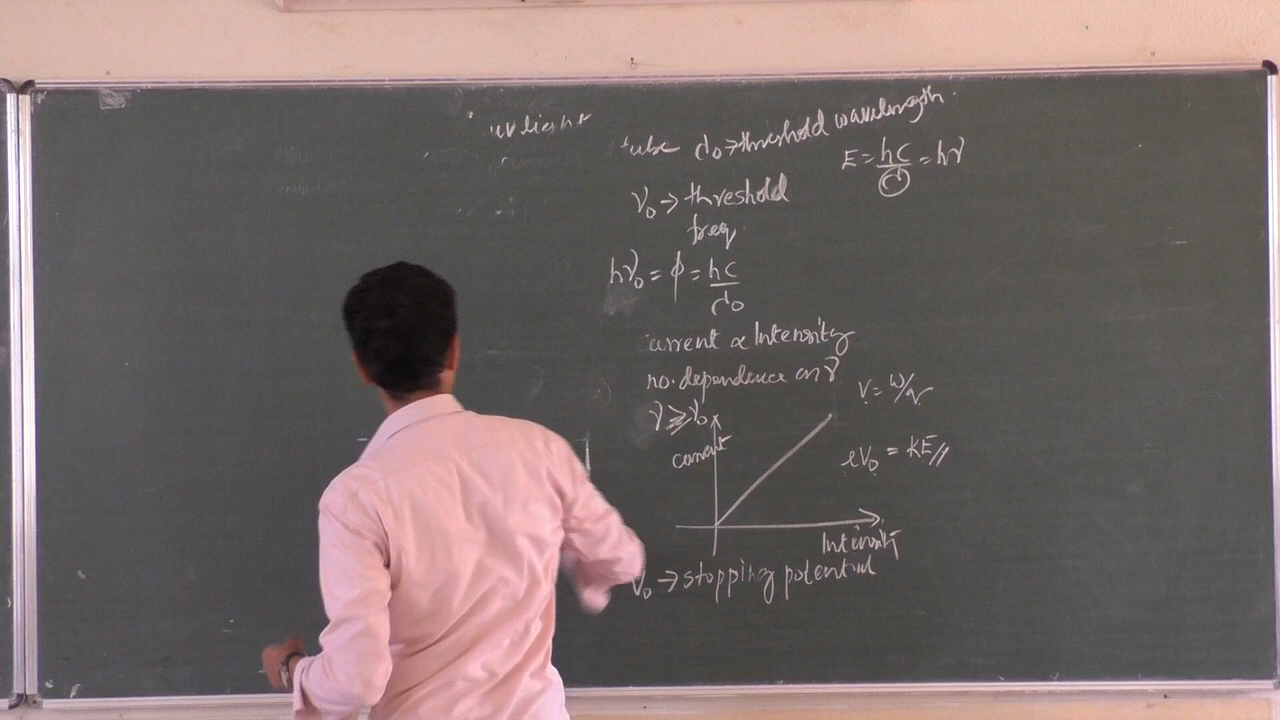 uv light
tube λ₀→threshold wavelength
E = hc/λ = hν
ν₀ → threshold
freq
hν₀ = φ = hc/λ₀
current ∝ Intensity
no. dependence on ν
V = W/q
ν ≥ ν₀
current
eV₀ = KE//
Intensity
V₀ → stopping potential